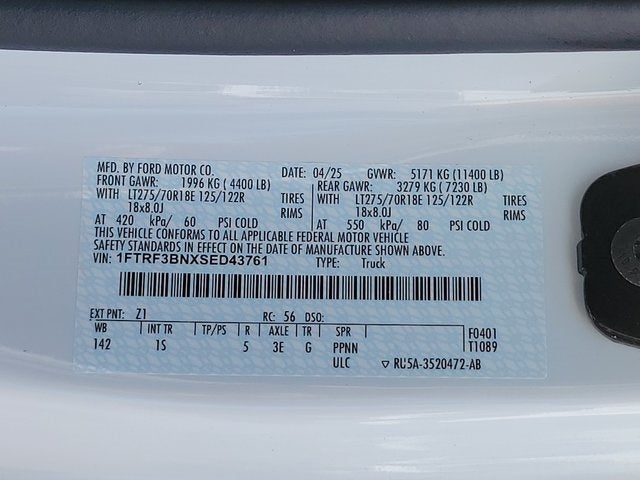 MFD. BY FORD MOTOR CO. DATE: 04/25 GVWR: 5171 KG (11400 LB)
FRONT GAWR: 1996 KG ( 4400 LB) REAR GAWR: 3279 KG ( 7230 LB)
WITH LT275/70R18E 125/122R TIRES WITH LT275/70R18E 125/122R TIRES
18x8.0J RIMS 18x8.0J RIMS
AT 420 kPa/ 60 PSI COLD AT 550 kPa/ 80 PSI COLD
THIS VEHICLE CONFORMS TO ALL APPLICABLE FEDERAL MOTOR VEHICLE
SAFETY STANDARDS IN EFFECT ON THE DATE OF MANUFACTURE SHOWN ABOVE.
VIN: 1FTRF3BNXSED43761 TYPE: Truck
EXT PNT: Z1 RC: 56 DSO:
WB INT TR TP/PS R AXLE TR SPR F0401
142 1S 5 3E G PPNN T1089
ULC ▽ RU5A-3520472-AB